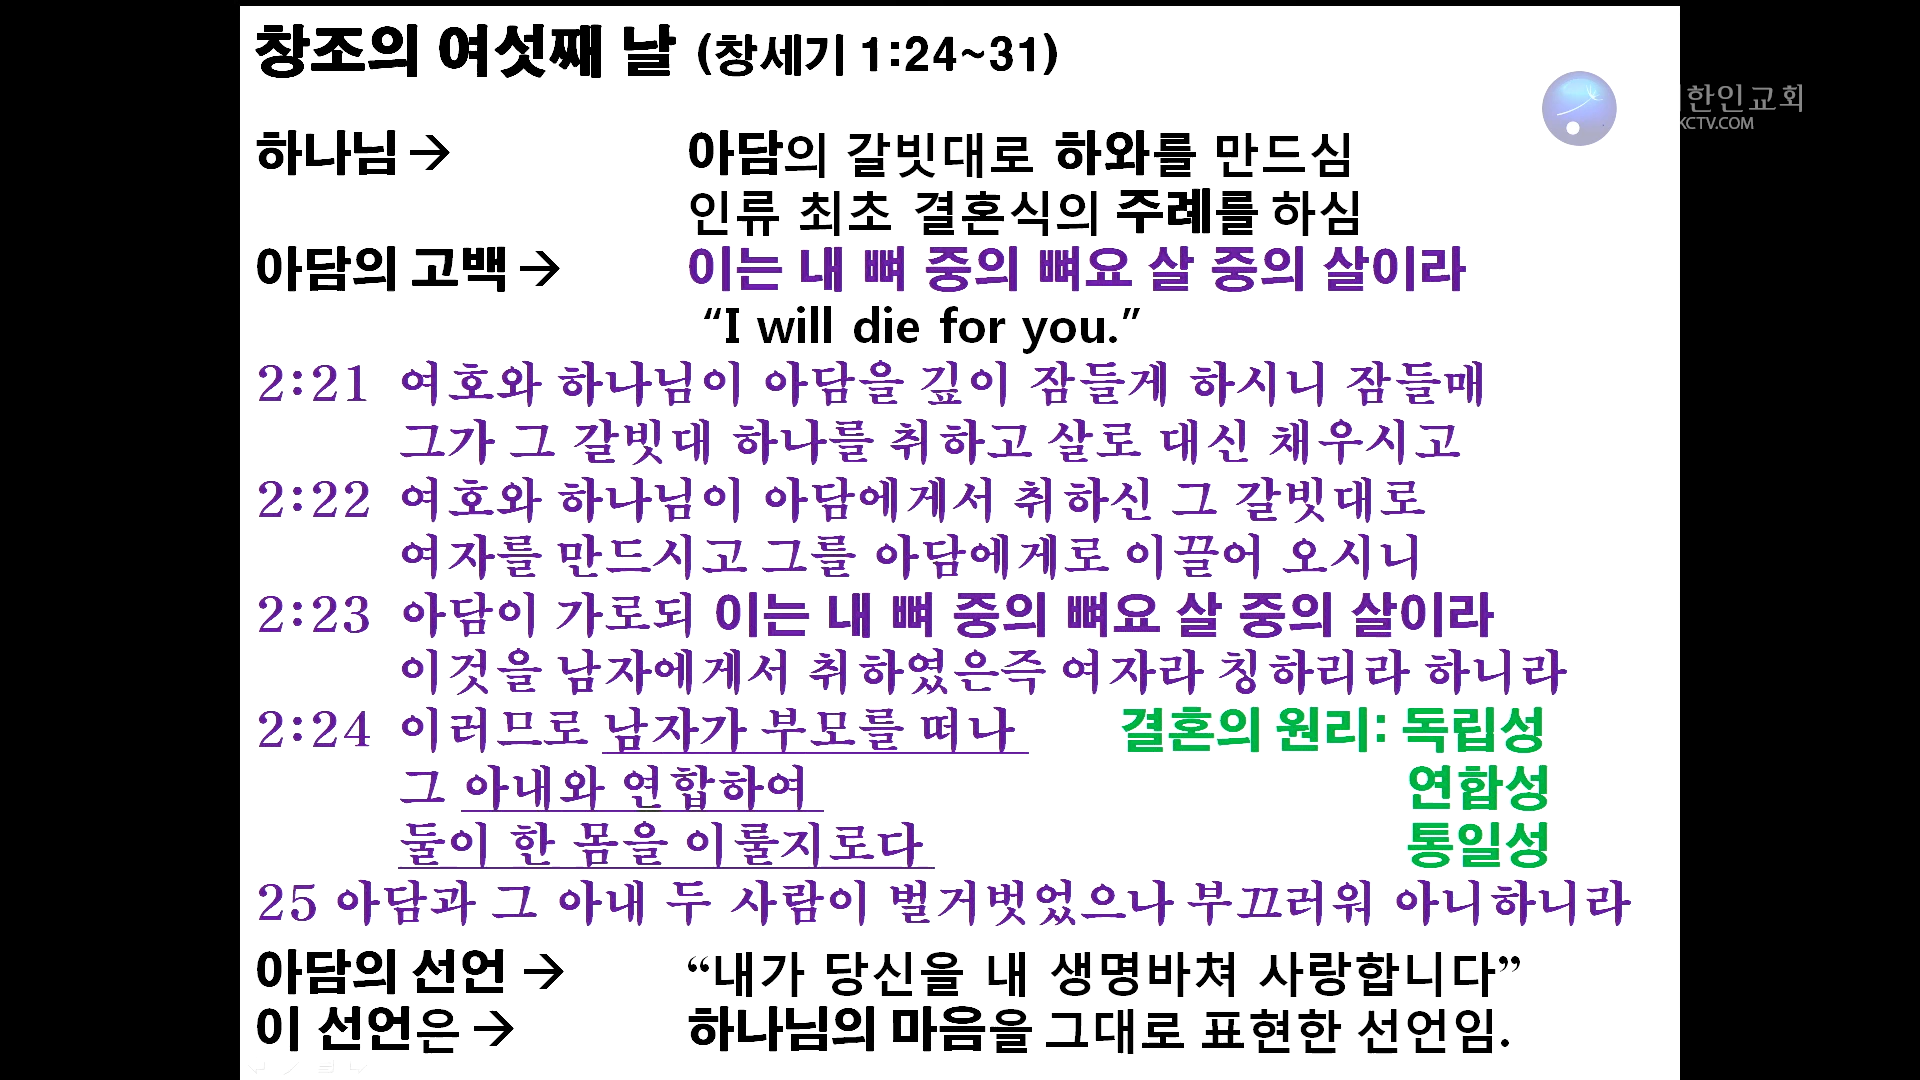 창조의 여섯째 날 (창세기 1:24~31)
한인교회
KCTV.COM
하나님 → 아담의 갈빗대로 하와를 만드심
인류 최초 결혼식의 주례를 하심
아담의 고백 → 이는 내 뼈 중의 뼈요 살 중의 살이라
“I will die for you.”
2:21 여호와 하나님이 아담을 깊이 잠들게 하시니 잠들매
그가 그 갈빗대 하나를 취하고 살로 대신 채우시고
2:22 여호와 하나님이 아담에게서 취하신 그 갈빗대로
여자를 만드시고 그를 아담에게로 이끌어 오시니
2:23 아담이 가로되 이는 내 뼈 중의 뼈요 살 중의 살이라
이것을 남자에게서 취하였은즉 여자라 칭하리라 하니라
2:24 이러므로 남자가 부모를 떠나 결혼의 원리: 독립성
그 아내와 연합하여 연합성
둘이 한 몸을 이룰지로다 통일성
25 아담과 그 아내 두 사람이 벌거벗었으나 부끄러워 아니하니라
아담의 선언 → “내가 당신을 내 생명바쳐 사랑합니다”
이 선언은 → 하나님의 마음을 그대로 표현한 선언임.